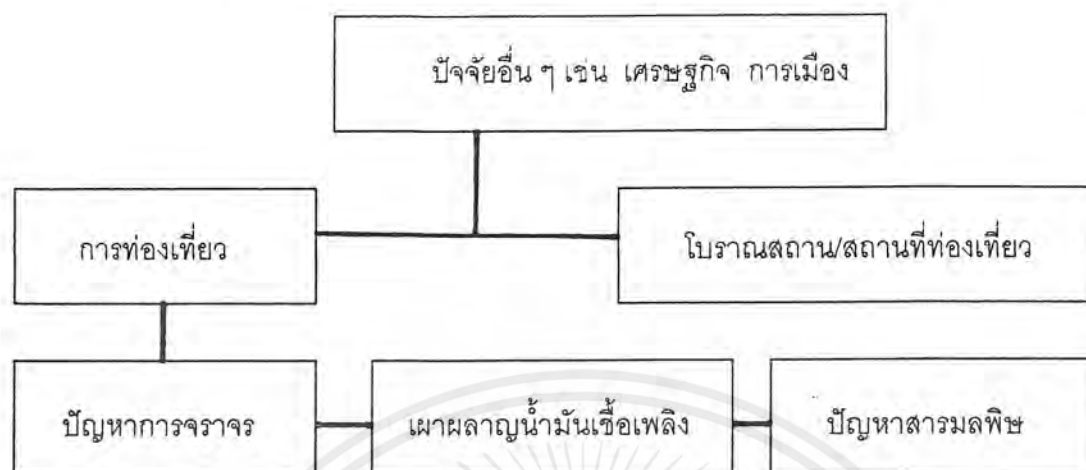 ปัจจัยอื่น ๆ เช่น เศรษฐกิจ การเมือง
การท่องเที่ยว
โบราณสถาน/สถานที่ท่องเที่ยว
ปัญหาการจราจร
เผาผลาญน้ำมันเชื้อเพลิง
ปัญหาสารมลพิษ